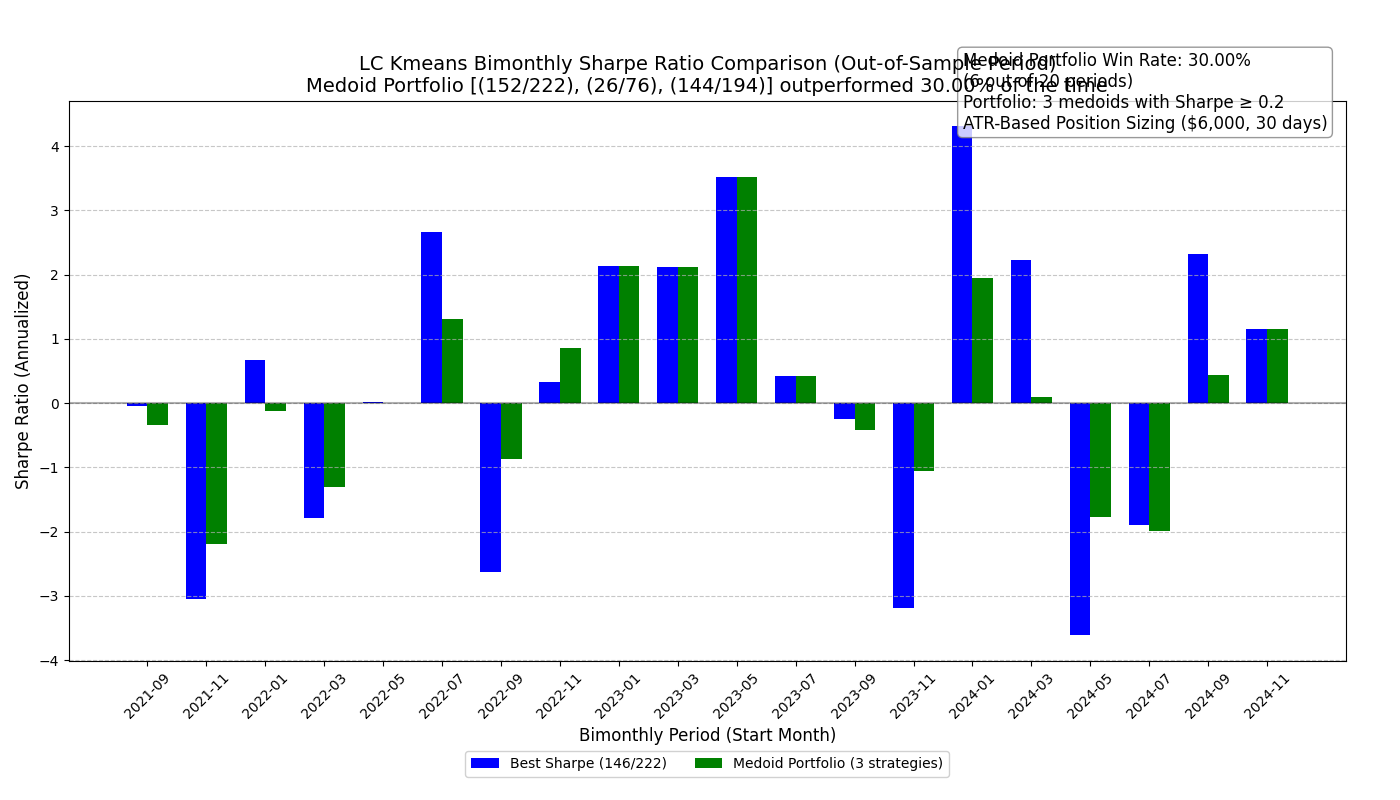 LC Kmeans Bimonthly Sharpe Ratio Comparison (Out-of-Sample Period)
Medoid Portfolio [(152/222), (26/76), (144/194)] outperformed 30.00% of the time
Medoid Portfolio Win Rate: 30.00%
(6 out of 20 periods)
Portfolio: 3 medoids with Sharpe ≥ 0.2
ATR-Based Position Sizing ($6,000, 30 days)
Sharpe Ratio (Annualized)
4
3
2
1
0
−1
−2
−3
−4
2021-09
2021-11
2022-01
2022-03
2022-05
2022-07
2022-09
2022-11
2023-01
2023-03
2023-05
2023-07
2023-09
2023-11
2024-01
2024-03
2024-05
2024-07
2024-09
2024-11
Bimonthly Period (Start Month)
Best Sharpe (146/222)
Medoid Portfolio (3 strategies)